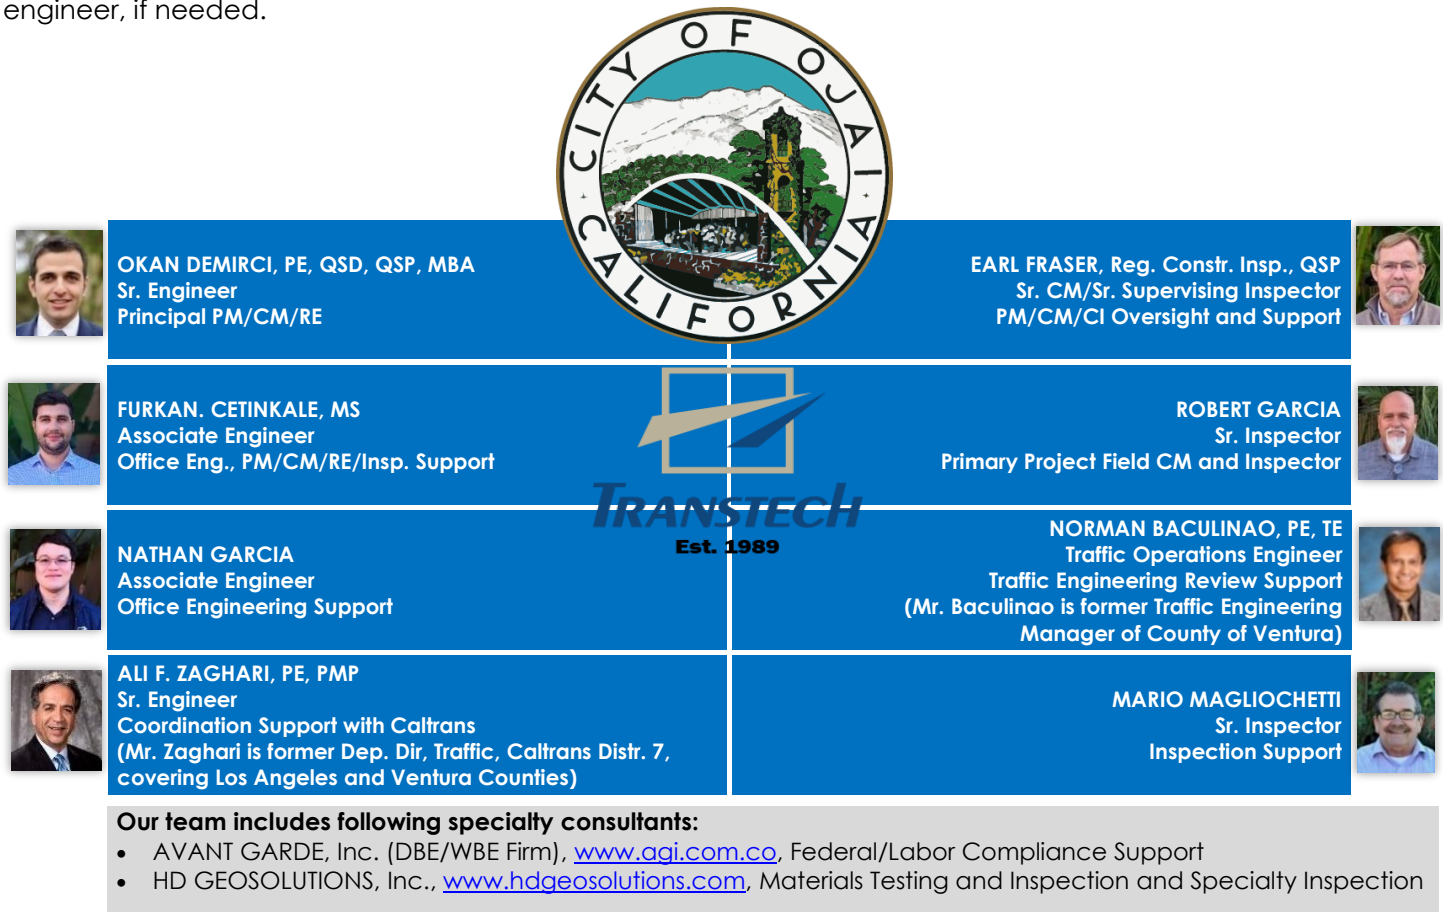 engineer, if needed.
CITY OF OJAI
CALIFORNIA
OKAN DEMIRCI, PE, QSD, QSP, MBA
Sr. Engineer
Principal PM/CM/RE
EARL FRASER, Reg. Constr. Insp., QSP
Sr. CM/Sr. Supervising Inspector
PM/CM/CI Oversight and Support
FURKAN. CETINKALE, MS
Associate Engineer
Office Eng., PM/CM/RE/Insp. Support
ROBERT GARCIA
Sr. Inspector
Primary Project Field CM and Inspector
TRANSTECH
Est. 1989
NATHAN GARCIA
Associate Engineer
Office Engineering Support
NORMAN BACULINAO, PE, TE
Traffic Operations Engineer
Traffic Engineering Review Support
(Mr. Baculinao is former Traffic Engineering
Manager of County of Ventura)
ALI F. ZAGHARI, PE, PMP
Sr. Engineer
Coordination Support with Caltrans
(Mr. Zaghari is former Dep. Dir, Traffic, Caltrans Distr. 7,
covering Los Angeles and Ventura Counties)
MARIO MAGLIOCHETTI
Sr. Inspector
Inspection Support
Our team includes following specialty consultants:
• AVANT GARDE, Inc. (DBE/WBE Firm), www.agi.com.co, Federal/Labor Compliance Support
• HD GEOSOLUTIONS, Inc., www.hdgeosolutions.com, Materials Testing and Inspection and Specialty Inspection